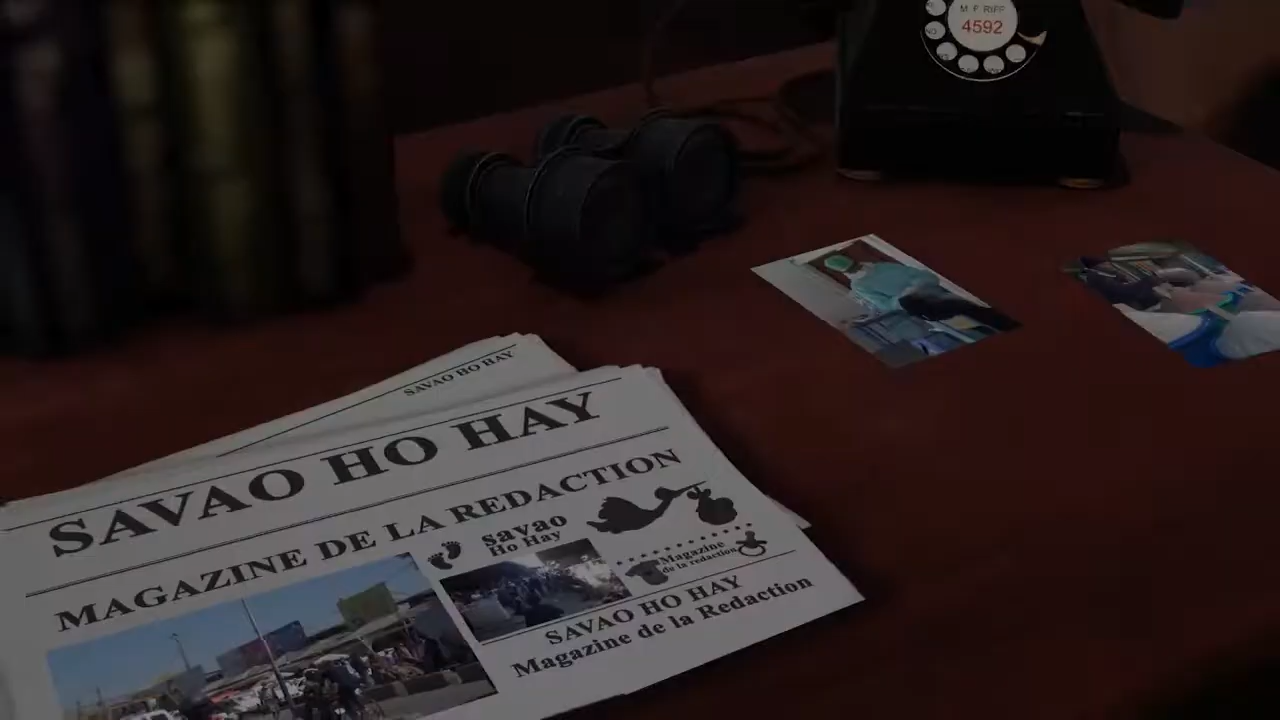 M. F. RIFF
4592
SAVAO HO HAY
SAVAO HO HAY
MAGAZINE DE LA REDACTION
savao
Ho Hay
Magazine
de la redaction
SAVAO HO HAY
Magazine de la Redaction